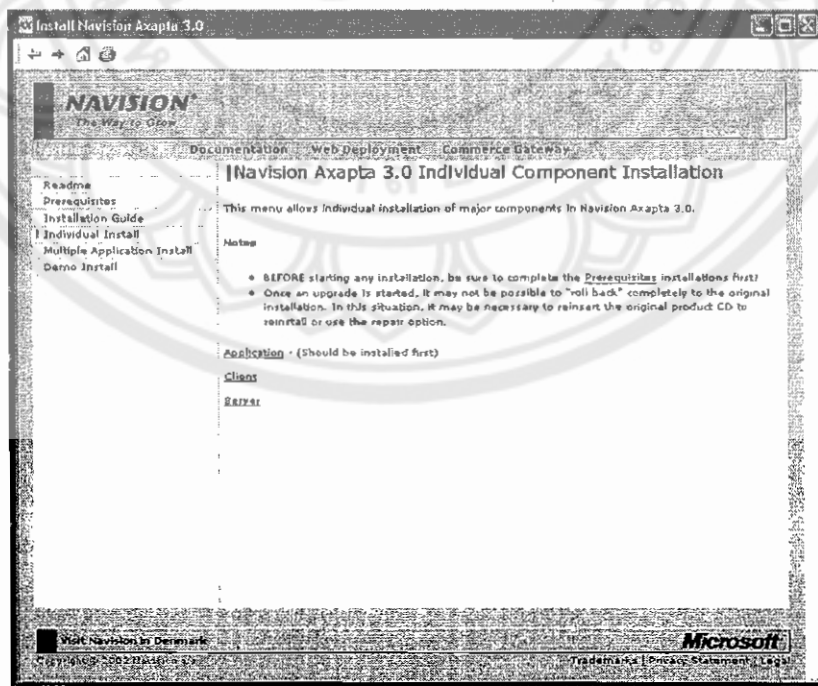 Install Navision Axapta 3.0
NAVISION
The Way to Grow
Documentation Web Deployment Commerce Gateway
Navision Axapta 3.0 Individual Component Installation
Readme
Prerequisites
Installation Guide
Individual Install
Multiple Application Install
Demo Install
This menu allows individual installation of major components in Navision Axapta 3.0.
Notes
• BEFORE starting any installation, be sure to complete the Prerequisites installations first!
• Once an upgrade is started, it may not be possible to "roll back" completely to the original
installation. In this situation, it may be necessary to reinsert the original product CD to
reinstall or use the repair option.
Application - (Should be installed first)
Client
Server
Visit Navision in Denmark
Microsoft
Copyright © 2002 Navision a/s
Trademarks | Privacy Statement | Legal